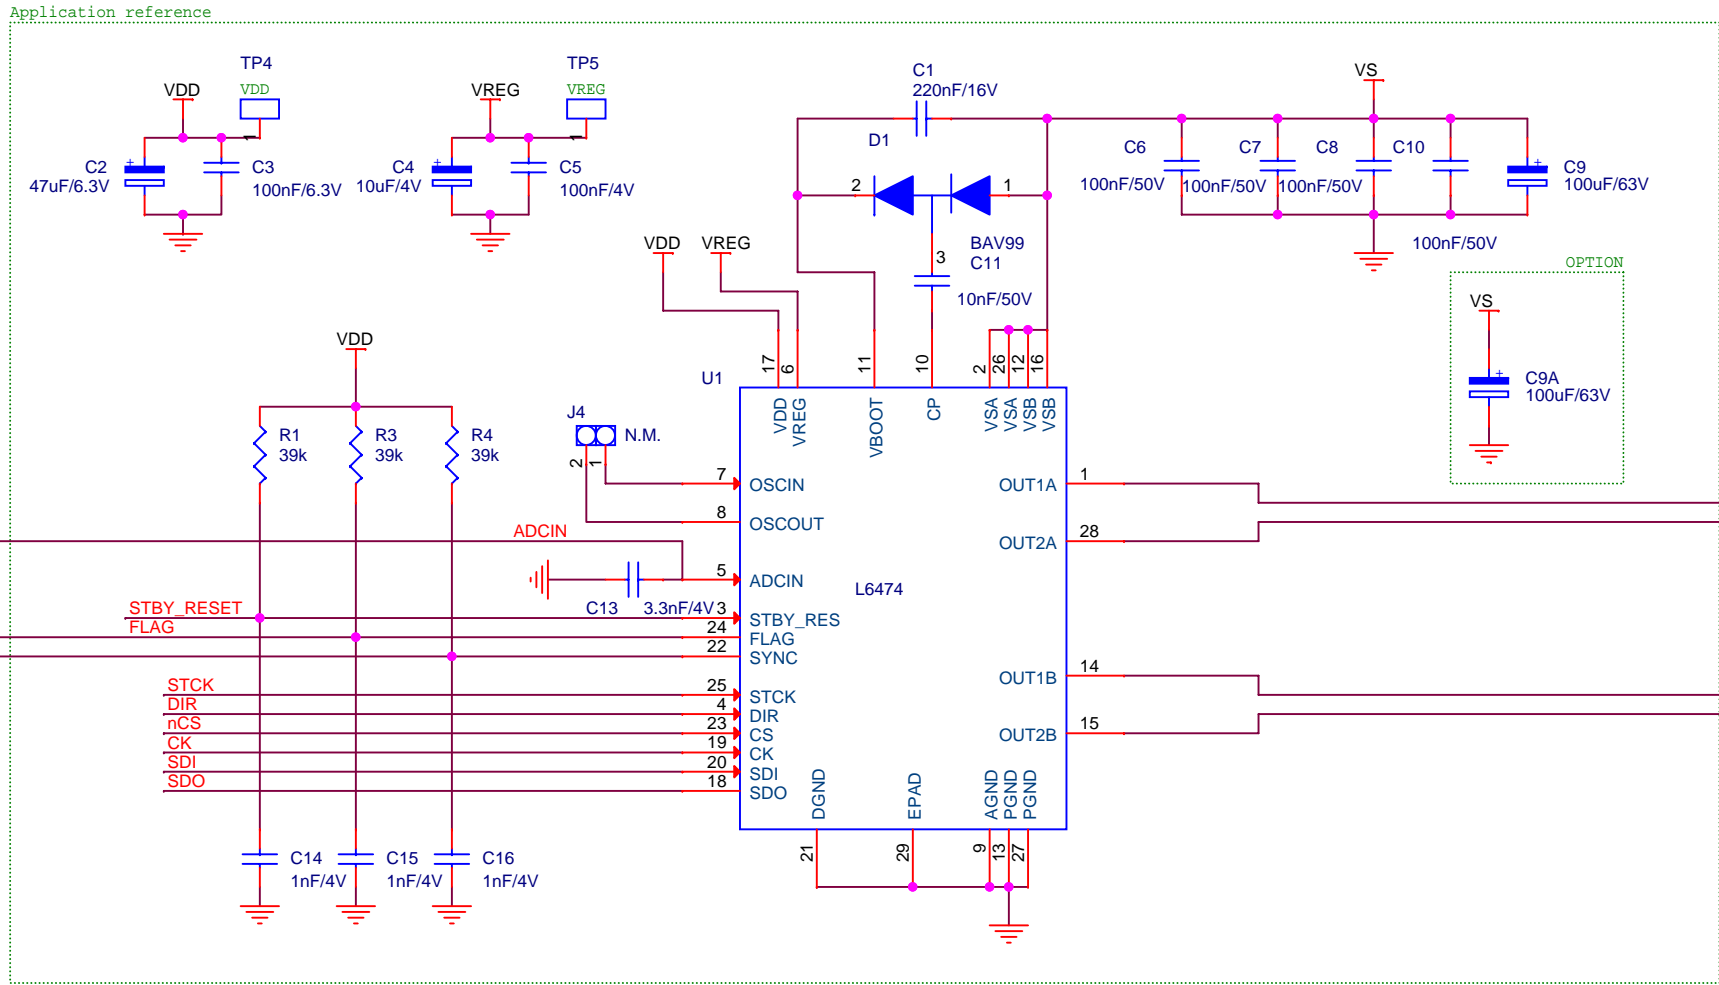 Application reference
TP4
VDD
VDD
1
C2
47uF/6.3V
C3
100nF/6.3V
TP5
VREG
VREG
1
C4
10uF/4V
C5
100nF/4V
C1
220nF/16V
D1
2
1
3
BAV99
C11
10nF/50V
VS
C6
100nF/50V
C7
100nF/50V
C8
100nF/50V
C10
100nF/50V
C9
100uF/63V
OPTION
VS
C9A
100uF/63V
VDD
VREG
VDD
R1
39k
R3
39k
R4
39k
J4
N.M.
2
1
U1
17
6
11
10
2
26
12
16
VDD
VREG
VBOOT
CP
VSA
VSA
VSB
VSB
7
OSCIN
8
OSCOUT
ADCIN
5
ADCIN
C13
3.3nF/4V
L6474
STBY_RESET
3
STBY_RES
FLAG
24
FLAG
22
SYNC
STCK
25
STCK
DIR
4
DIR
nCS
23
CS
CK
19
CK
SDI
20
SDI
SDO
18
SDO
OUT1A
1
OUT2A
28
OUT1B
14
OUT2B
15
DGND
EPAD
AGND
PGND
PGND
21
29
9
13
27
C14
1nF/4V
C15
1nF/4V
C16
1nF/4V